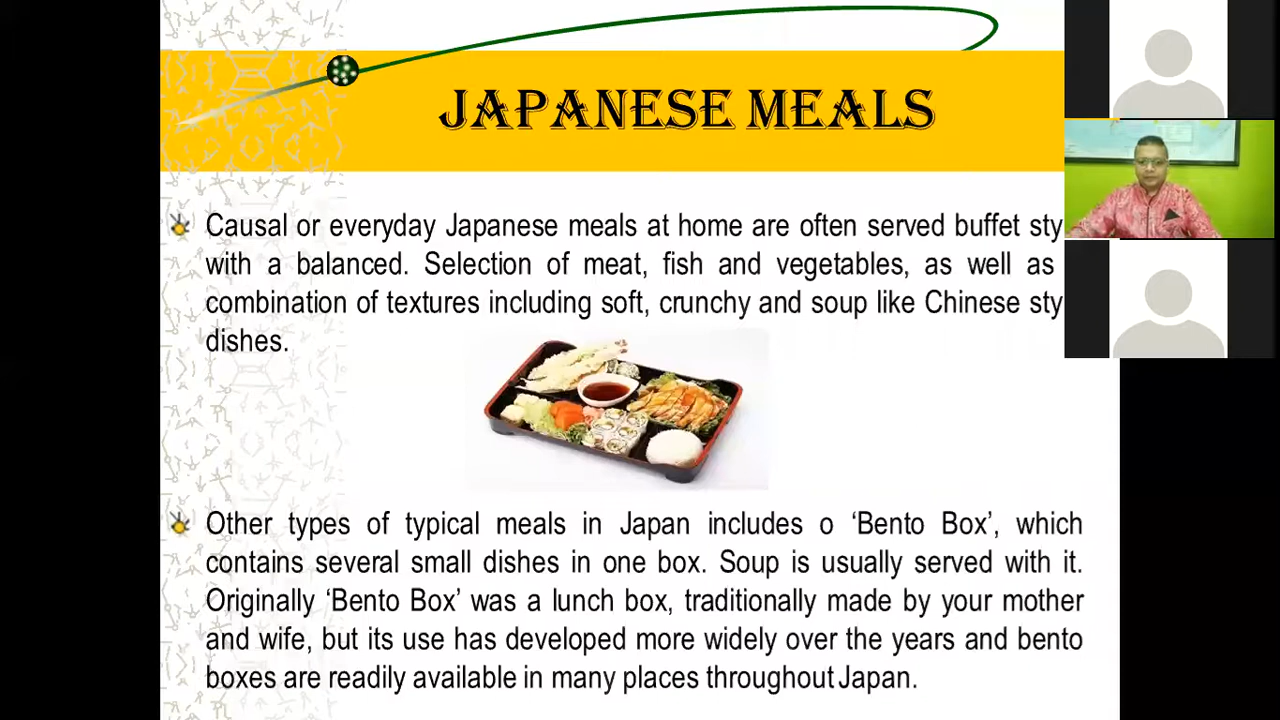 JAPANESE MEALS
Causal or everyday Japanese meals at home are often served buffet sty
with a balanced. Selection of meat, fish and vegetables, as well as
combination of textures including soft, crunchy and soup like Chinese sty
dishes.
Other types of typical meals in Japan includes o ‘Bento Box’, which
contains several small dishes in one box. Soup is usually served with it.
Originally ‘Bento Box’ was a lunch box, traditionally made by your mother
and wife, but its use has developed more widely over the years and bento
boxes are readily available in many places throughout Japan.